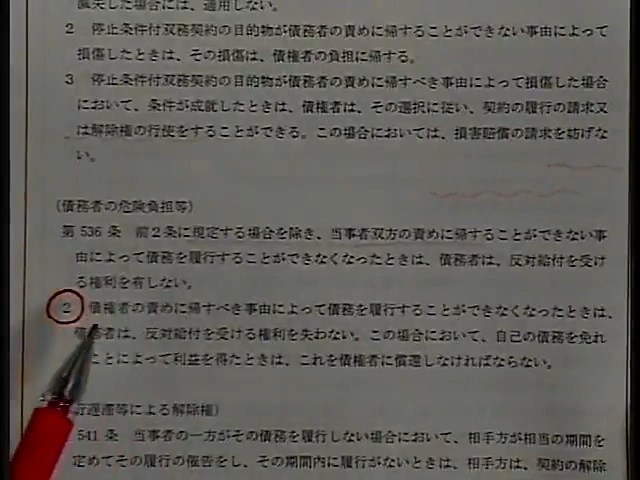 滅失した場合には、適用しない。
2 停止条件付双務契約の目的物が債務者の責めに帰することができない事由によって
損傷したときは、その損傷は、債権者の負担に帰する。
3 停止条件付双務契約の目的物が債務者の責めに帰すべき事由によって損傷した場合
において、条件が成就したときは、債権者は、その選択に従い、契約の履行の請求又
は解除権の行使をすることができる。この場合においては、損害賠償の請求を妨げな
い。
(債務者の危険負担等)
第536条 前2条に規定する場合を除き、当事者双方の責めに帰することができない事
由によって債務を履行することができなくなったときは、債務者は、反対給付を受け
る権利を有しない。
2 債権者の責めに帰すべき事由によって債務を履行することができなくなったときは、
債務者は、反対給付を受ける権利を失わない。この場合において、自己の債務を免れ
ことによって利益を得たときは、これを債権者に償還しなければならない。
行遅滞等による解除権)
541条 当事者の一方がその債務を履行しない場合において、相手方が相当の期間を
定めてその履行の催告をし、その期間内に履行がないときは、相手方は、契約の解除